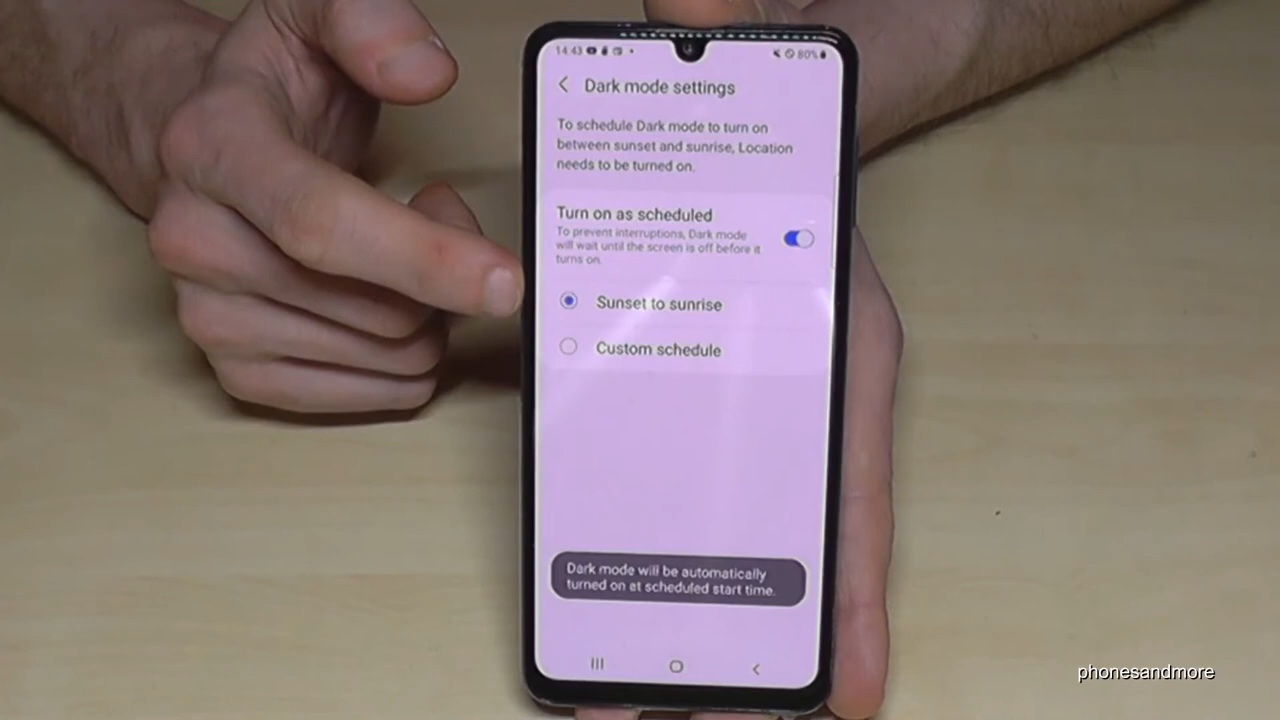 14:43
80%
Dark mode settings
To schedule Dark mode to turn on
between sunset and sunrise, Location
needs to be turned on.
Turn on as scheduled
To prevent interruptions, Dark mode
will wait until the screen is off before it
turns on.
Sunset to sunrise
Custom schedule
Dark mode will be automatically
turned on at scheduled start time.
phonesandmore